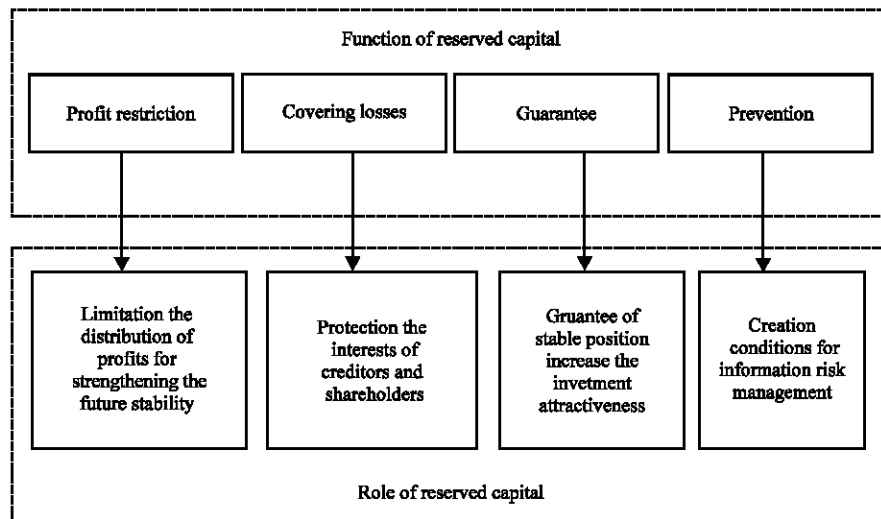 Function of reserved capital
Profit restriction
Covering losses
Guarantee
Prevention
Limitation the
distribution of
profits for
strengthening the
future stability
Protection the
interests of
creditors and
shareholders
Gruantee of
stable position
increase the
invetment
attractiveness
Creation
conditions for
information risk
management
Role of reserved capital